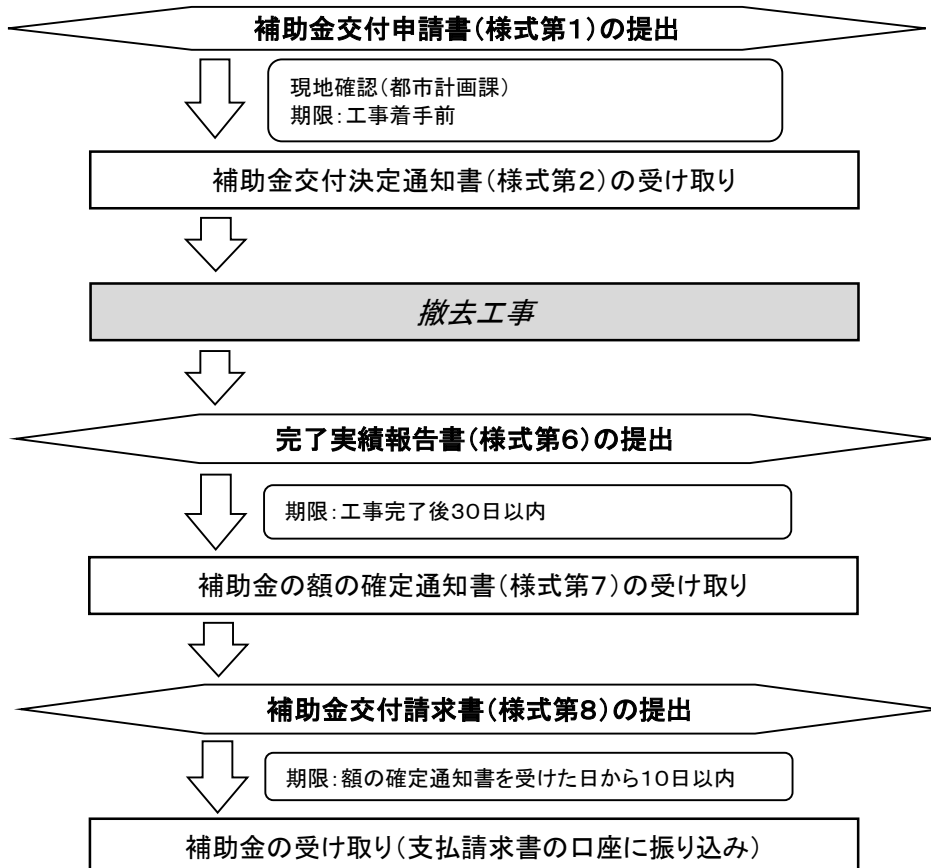 補助金交付申請書(様式第1)の提出
現地確認(都市計画課)
期限:工事着手前
補助金交付決定通知書(様式第2)の受け取り
撤去工事
完了実績報告書(様式第6)の提出
期限:工事完了後30日以内
補助金の額の確定通知書(様式第7)の受け取り
補助金交付請求書(様式第8)の提出
期限:額の確定通知書を受けた日から10日以内
補助金の受け取り(支払請求書の口座に振り込み)